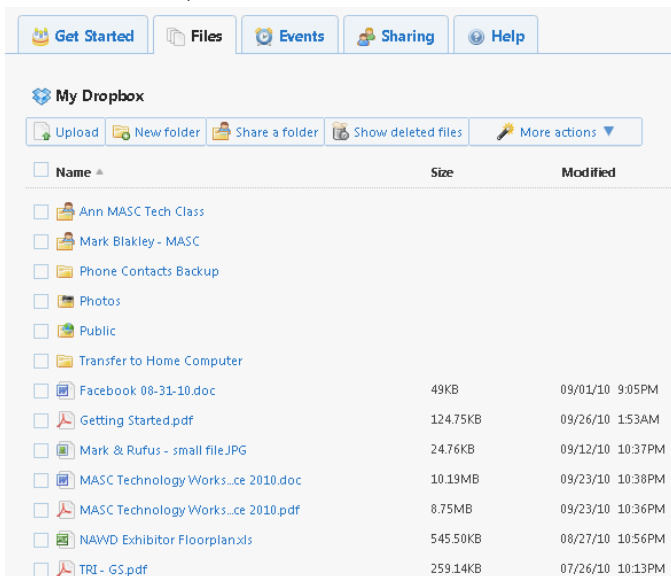 Get Started Files Events Sharing Help
My Dropbox
Upload New folder Share a folder Show deleted files More actions ▼
Name ▲ Size Modified
Ann MASC Tech Class
Mark Blakley - MASC
Phone Contacts Backup
Photos
Public
Transfer to Home Computer
Facebook 08-31-10.doc 49KB 09/01/10 9:05PM
Getting Started.pdf 124.75KB 09/26/10 1:53AM
Mark & Rufus - small file.JPG 24.76KB 09/12/10 10:37PM
MASC Technology Works...ce 2010.doc 10.19MB 09/23/10 10:38PM
MASC Technology Works...ce 2010.pdf 8.75MB 09/23/10 10:36PM
NAWD Exhibitor Floorplan.xls 545.50KB 08/27/10 10:56PM
TRI - GS.pdf 259.14KB 07/26/10 10:13PM